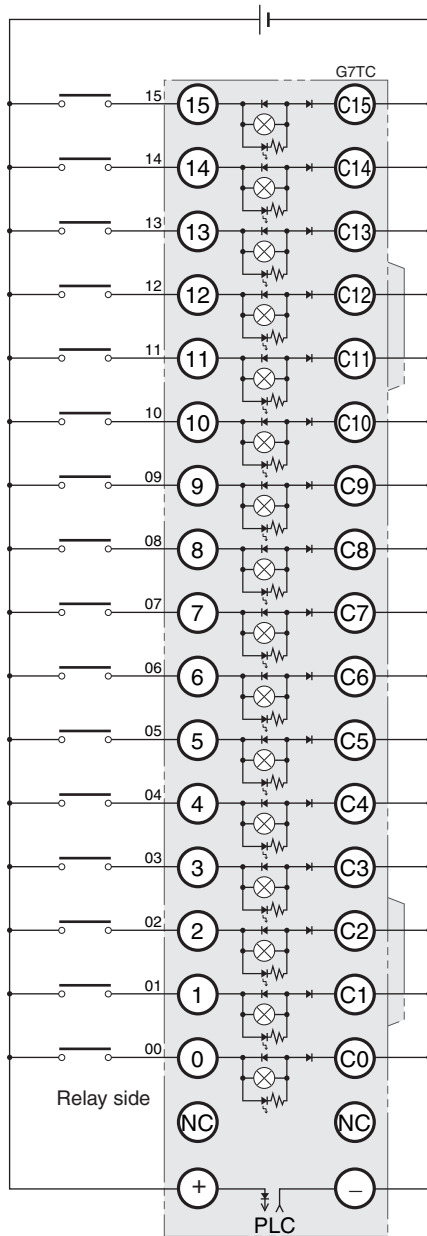 G7TC
15 15 C15
14 14 C14
13 13 C13
12 12 C12
11 11 C11
10 10 C10
09 9 C9
08 8 C8
07 7 C7
06 6 C6
05 5 C5
04 4 C4
03 3 C3
02 2 C2
01 1 C1
00 0 C0
Relay side
NC NC
+ −
PLC